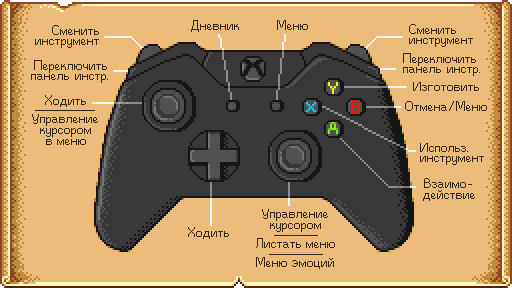 Сменить
инструмент
Дневник
Меню
Сменить
инструмент
Переключить
панель инстр.
Переключить
панель инстр.
Изготовить
Y
Ходить
X
B
Отмена/Меню
Управление
курсором
в меню
A
Использ.
инструмент
Взаимо-
действие
Ходить
Управление
курсором
Листать меню
Меню эмоций